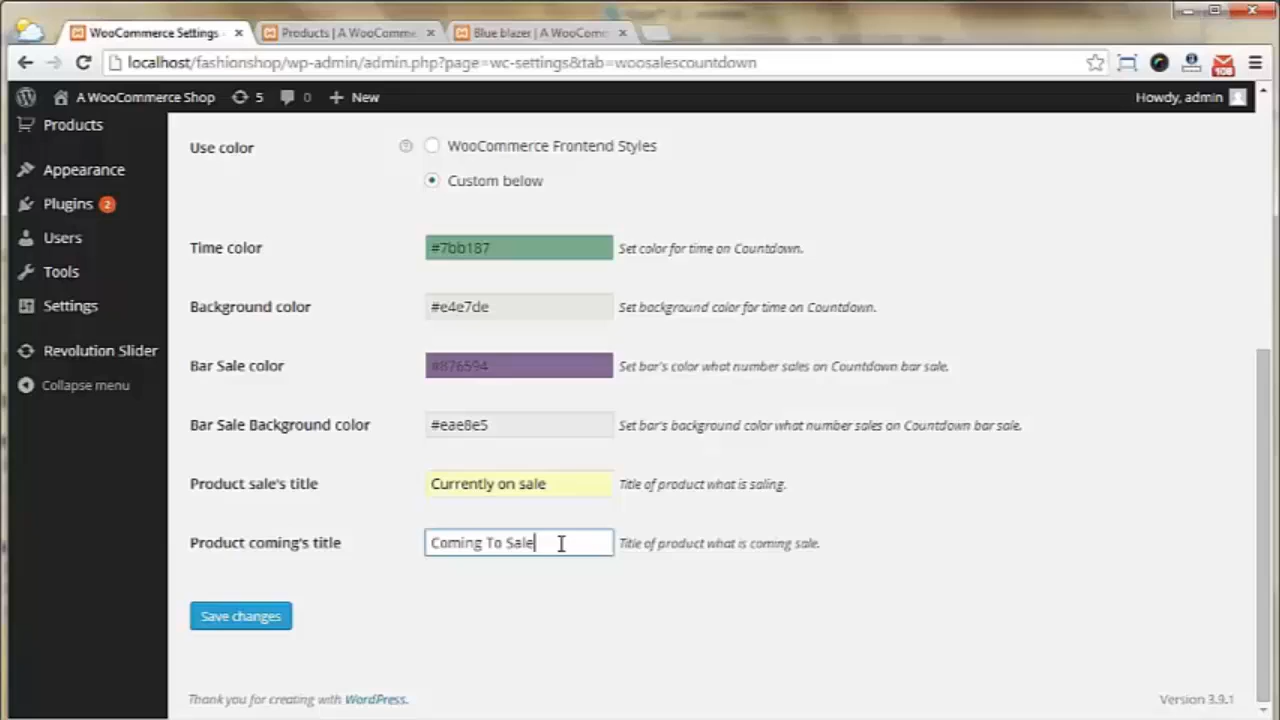 WooCommerce Settings
Products | A WooComme
Blue blazer | A WooComm
localhost/fashionshop/wp-admin/admin.php?page=wc-settings&tab=woosalescountdown
A WooCommerce Shop 5 0 New Howdy, admin
Products
Appearance
Plugins 2
Users
Tools
Settings
Revolution Slider
Collapse menu
Use color WooCommerce Frontend Styles
Custom below
Time color #7bb187 Set color for time on Countdown.
Background color #e4e7de Set background color for time on Countdown.
Bar Sale color #876594 Set bar's color what number sales on Countdown bar sale.
Bar Sale Background color #eae8e5 Set bar's background color what number sales on Countdown bar sale.
Product sale's title Currently on sale Title of product what is saling.
Product coming's title Coming To Sale Title of product what is coming sale.
Save changes
Thank you for creating with WordPress. Version 3.9.1